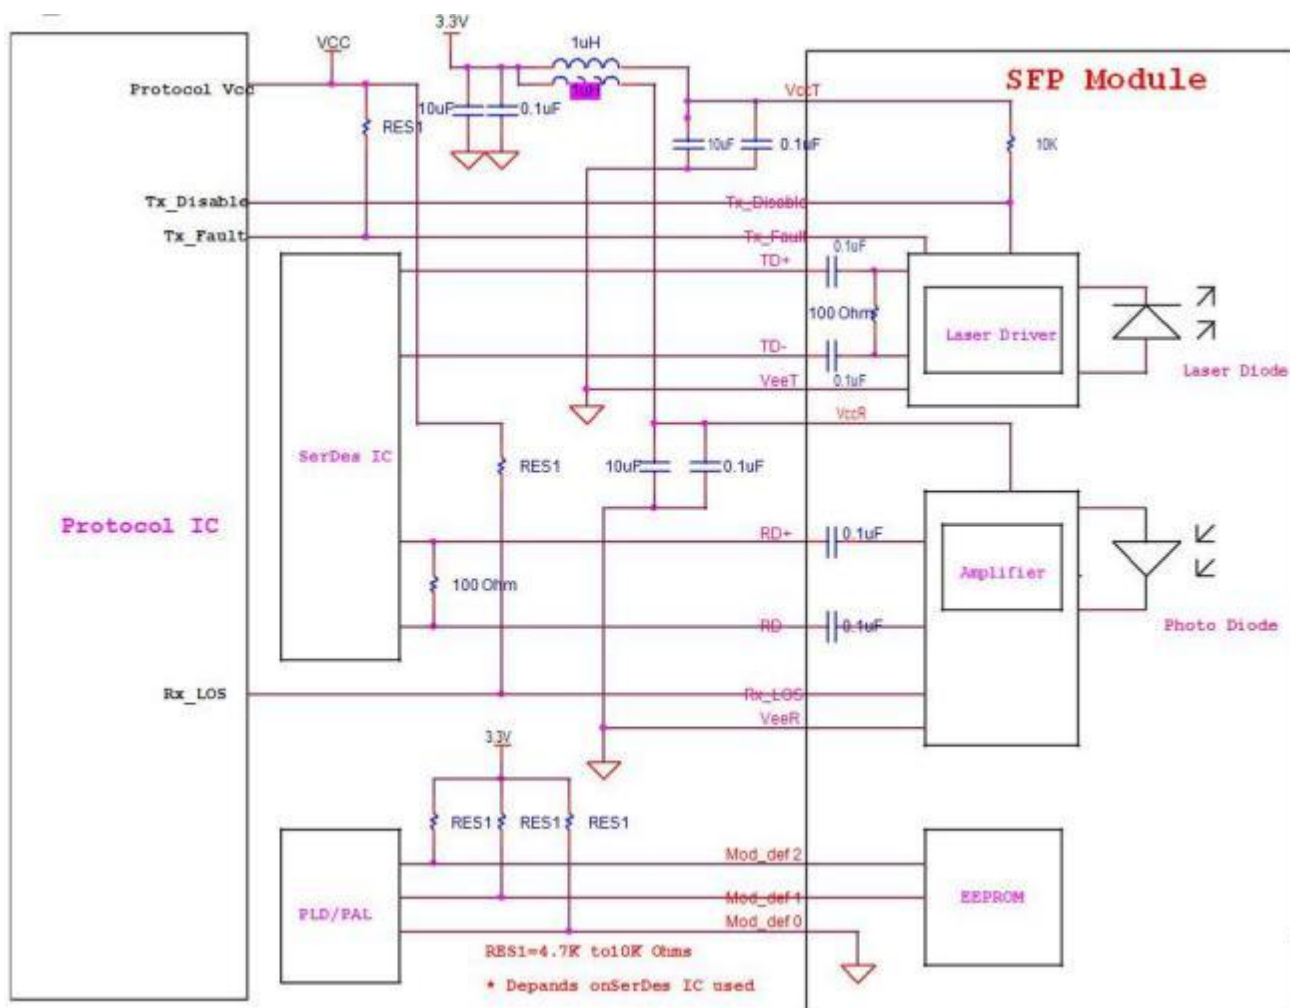 3.3V
1uH
VCC
SFP Module
Protocol Vcc
VccT
1uH
10uF
0.1uF
RES1
10uF
0.1uF
10K
Tx_Disable
Tx_Disable
Tx_Fault
Tx_Fault
0.1uF
TD+
100 Ohm
Laser Driver
TD-
Laser Diode
VeeT
0.1uF
VccR
SerDes IC
RES1
10uF
0.1uF
Protocol IC
RD+
0.1uF
Amplifier
100 Ohm
RD-
0.1uF
Photo Diode
Rx_LOS
Rx_LOS
VeeR
3.3V
RES1
RES1
RES1
Mod_def 2
Mod_def 1
EEPROM
PLD/PAL
Mod_def 0
RES1=4.7K to10K Ohms
* Depands onSerDes IC used